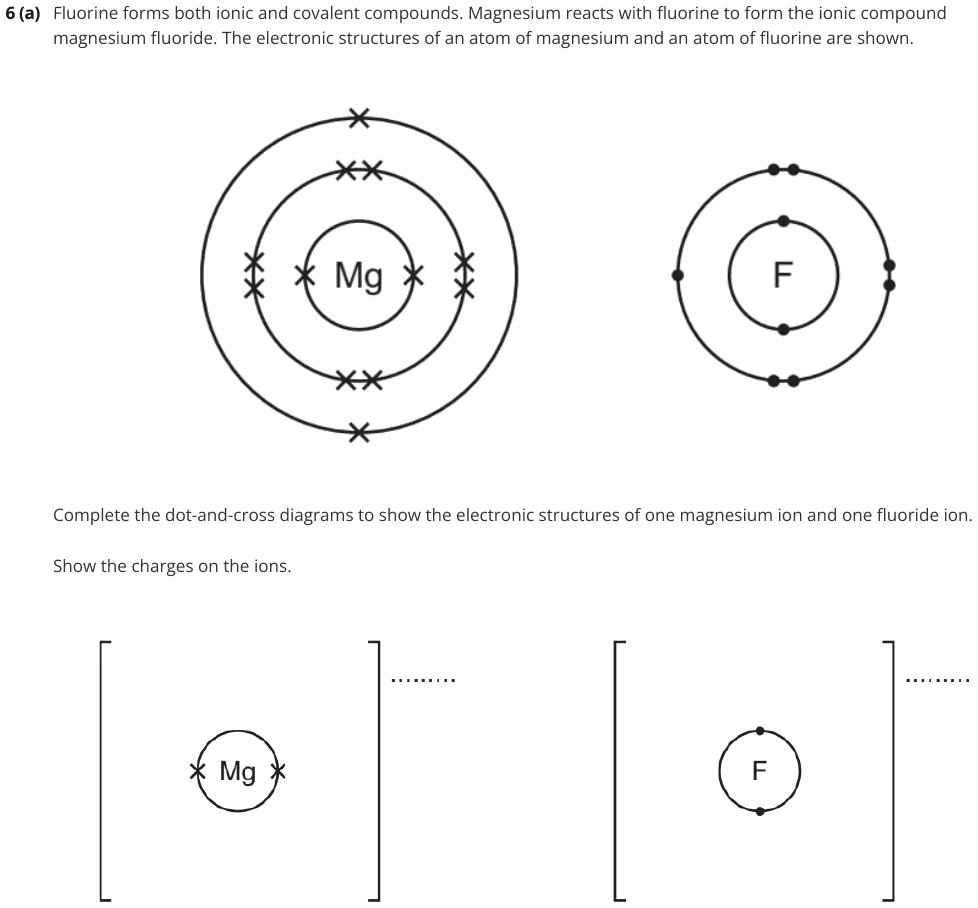 6 (a) Fluorine forms both ionic and covalent compounds. Magnesium reacts with fluorine to form the ionic compound
magnesium fluoride. The electronic structures of an atom of magnesium and an atom of fluorine are shown.
Mg
F
Complete the dot-and-cross diagrams to show the electronic structures of one magnesium ion and one fluoride ion.
Show the charges on the ions.
.........
.........
Mg
F